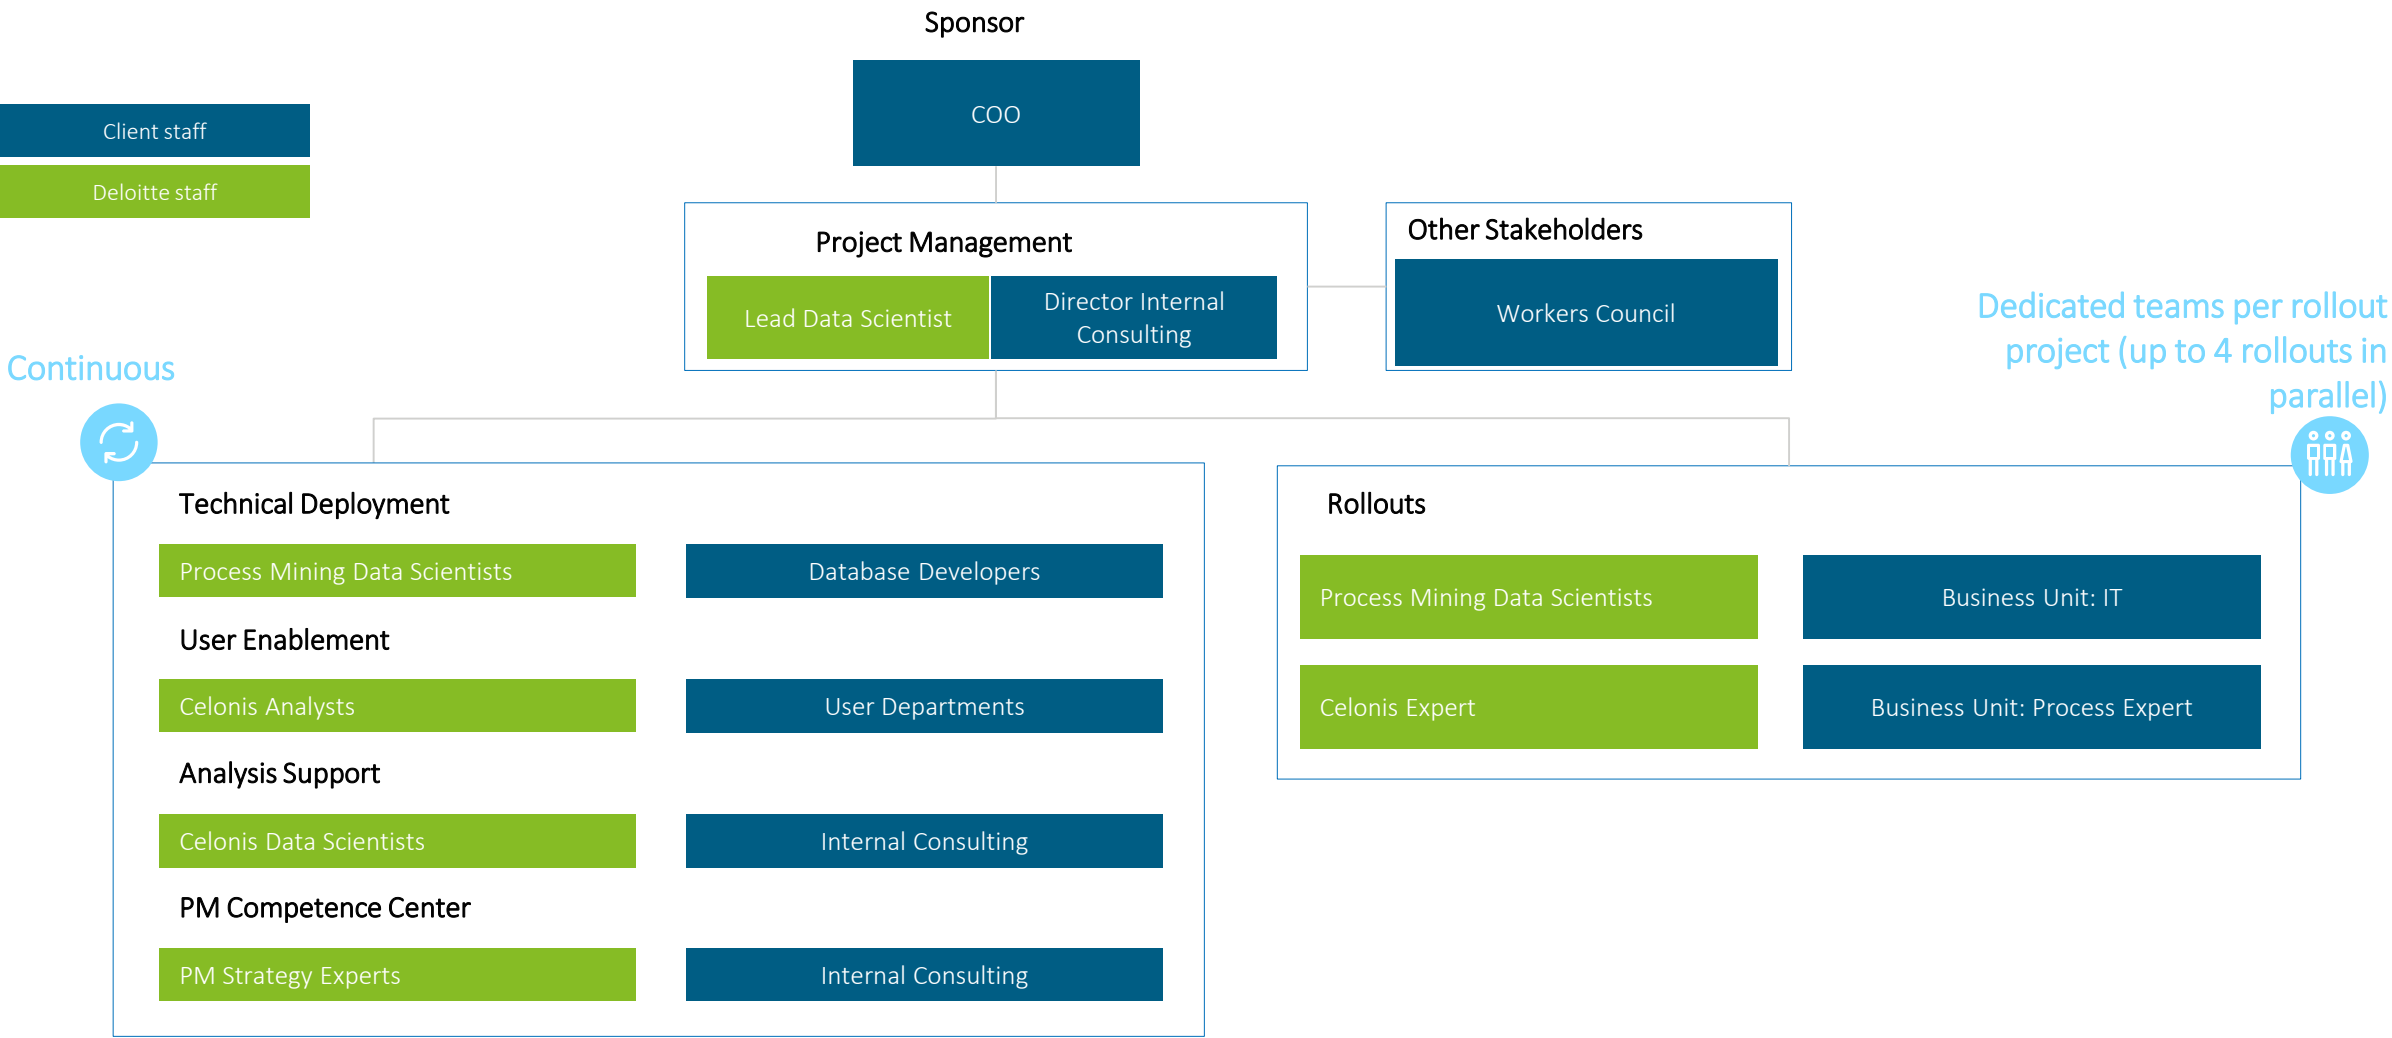 Sponsor
COO
Client staff
Deloitte staff
Project Management
Lead Data Scientist
Director Internal
Consulting
Other Stakeholders
Workers Council
Dedicated teams per rollout
project (up to 4 rollouts in
parallel)
Continuous
Technical Deployment
Process Mining Data Scientists
Database Developers
User Enablement
Celonis Analysts
User Departments
Analysis Support
Celonis Data Scientists
Internal Consulting
PM Competence Center
PM Strategy Experts
Internal Consulting
Rollouts
Process Mining Data Scientists
Business Unit: IT
Celonis Expert
Business Unit: Process Expert